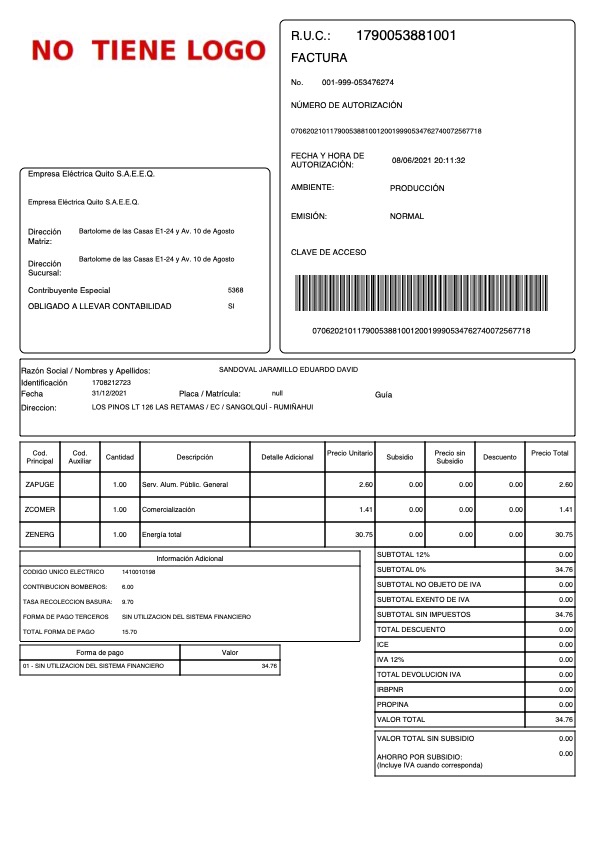 NO TIENE LOGO
R.U.C.: 1790053881001
FACTURA
No. 001-999-053476274
NÚMERO DE AUTORIZACIÓN
0706202101179005388100120019990534762740072567718
FECHA Y HORA DE AUTORIZACIÓN: 08/06/2021 20:11:32
AMBIENTE: PRODUCCIÓN
EMISIÓN: NORMAL
CLAVE DE ACCESO
0706202101179005388100120019990534762740072567718
Empresa Eléctrica Quito S.A.E.E.Q.
Empresa Eléctrica Quito S.A.E.E.Q.
Dirección Matriz: Bartolome de las Casas E1-24 y Av. 10 de Agosto
Dirección Sucursal: Bartolome de las Casas E1-24 y Av. 10 de Agosto
Contribuyente Especial 5368
OBLIGADO A LLEVAR CONTABILIDAD SI
Razón Social / Nombres y Apellidos: SANDOVAL JARAMILLO EDUARDO DAVID
Identificación 1708212723
Fecha 31/12/2021 Placa / Matrícula: null Guía
Direccion: LOS PINOS LT 126 LAS RETAMAS / EC / SANGOLQUÍ - RUMIÑAHUI
Cod. Principal Cod. Auxiliar Cantidad Descripción Detalle Adicional Precio Unitario Subsidio Precio sin Subsidio Descuento Precio Total
ZAPUGE 1.00 Serv. Alum. Públic. General 2.60 0.00 0.00 0.00 2.60
ZCOMER 1.00 Comercialización 1.41 0.00 0.00 0.00 1.41
ZENERG 1.00 Energía total 30.75 0.00 0.00 0.00 30.75
Información Adicional
CODIGO UNICO ELECTRICO 1410010198
CONTRIBUCION BOMBEROS: 6.00
TASA RECOLECCION BASURA: 9.70
FORMA DE PAGO TERCEROS SIN UTILIZACION DEL SISTEMA FINANCIERO
TOTAL FORMA DE PAGO 15.70
Forma de pago Valor
01 - SIN UTILIZACION DEL SISTEMA FINANCIERO 34.76
SUBTOTAL 12% 0.00
SUBTOTAL 0% 34.76
SUBTOTAL NO OBJETO DE IVA 0.00
SUBTOTAL EXENTO DE IVA 0.00
SUBTOTAL SIN IMPUESTOS 34.76
TOTAL DESCUENTO 0.00
ICE 0.00
IVA 12% 0.00
TOTAL DEVOLUCION IVA 0.00
IRBPNR 0.00
PROPINA 0.00
VALOR TOTAL 34.76
VALOR TOTAL SIN SUBSIDIO 0.00
AHORRO POR SUBSIDIO: 0.00
(Incluye IVA cuando corresponda)